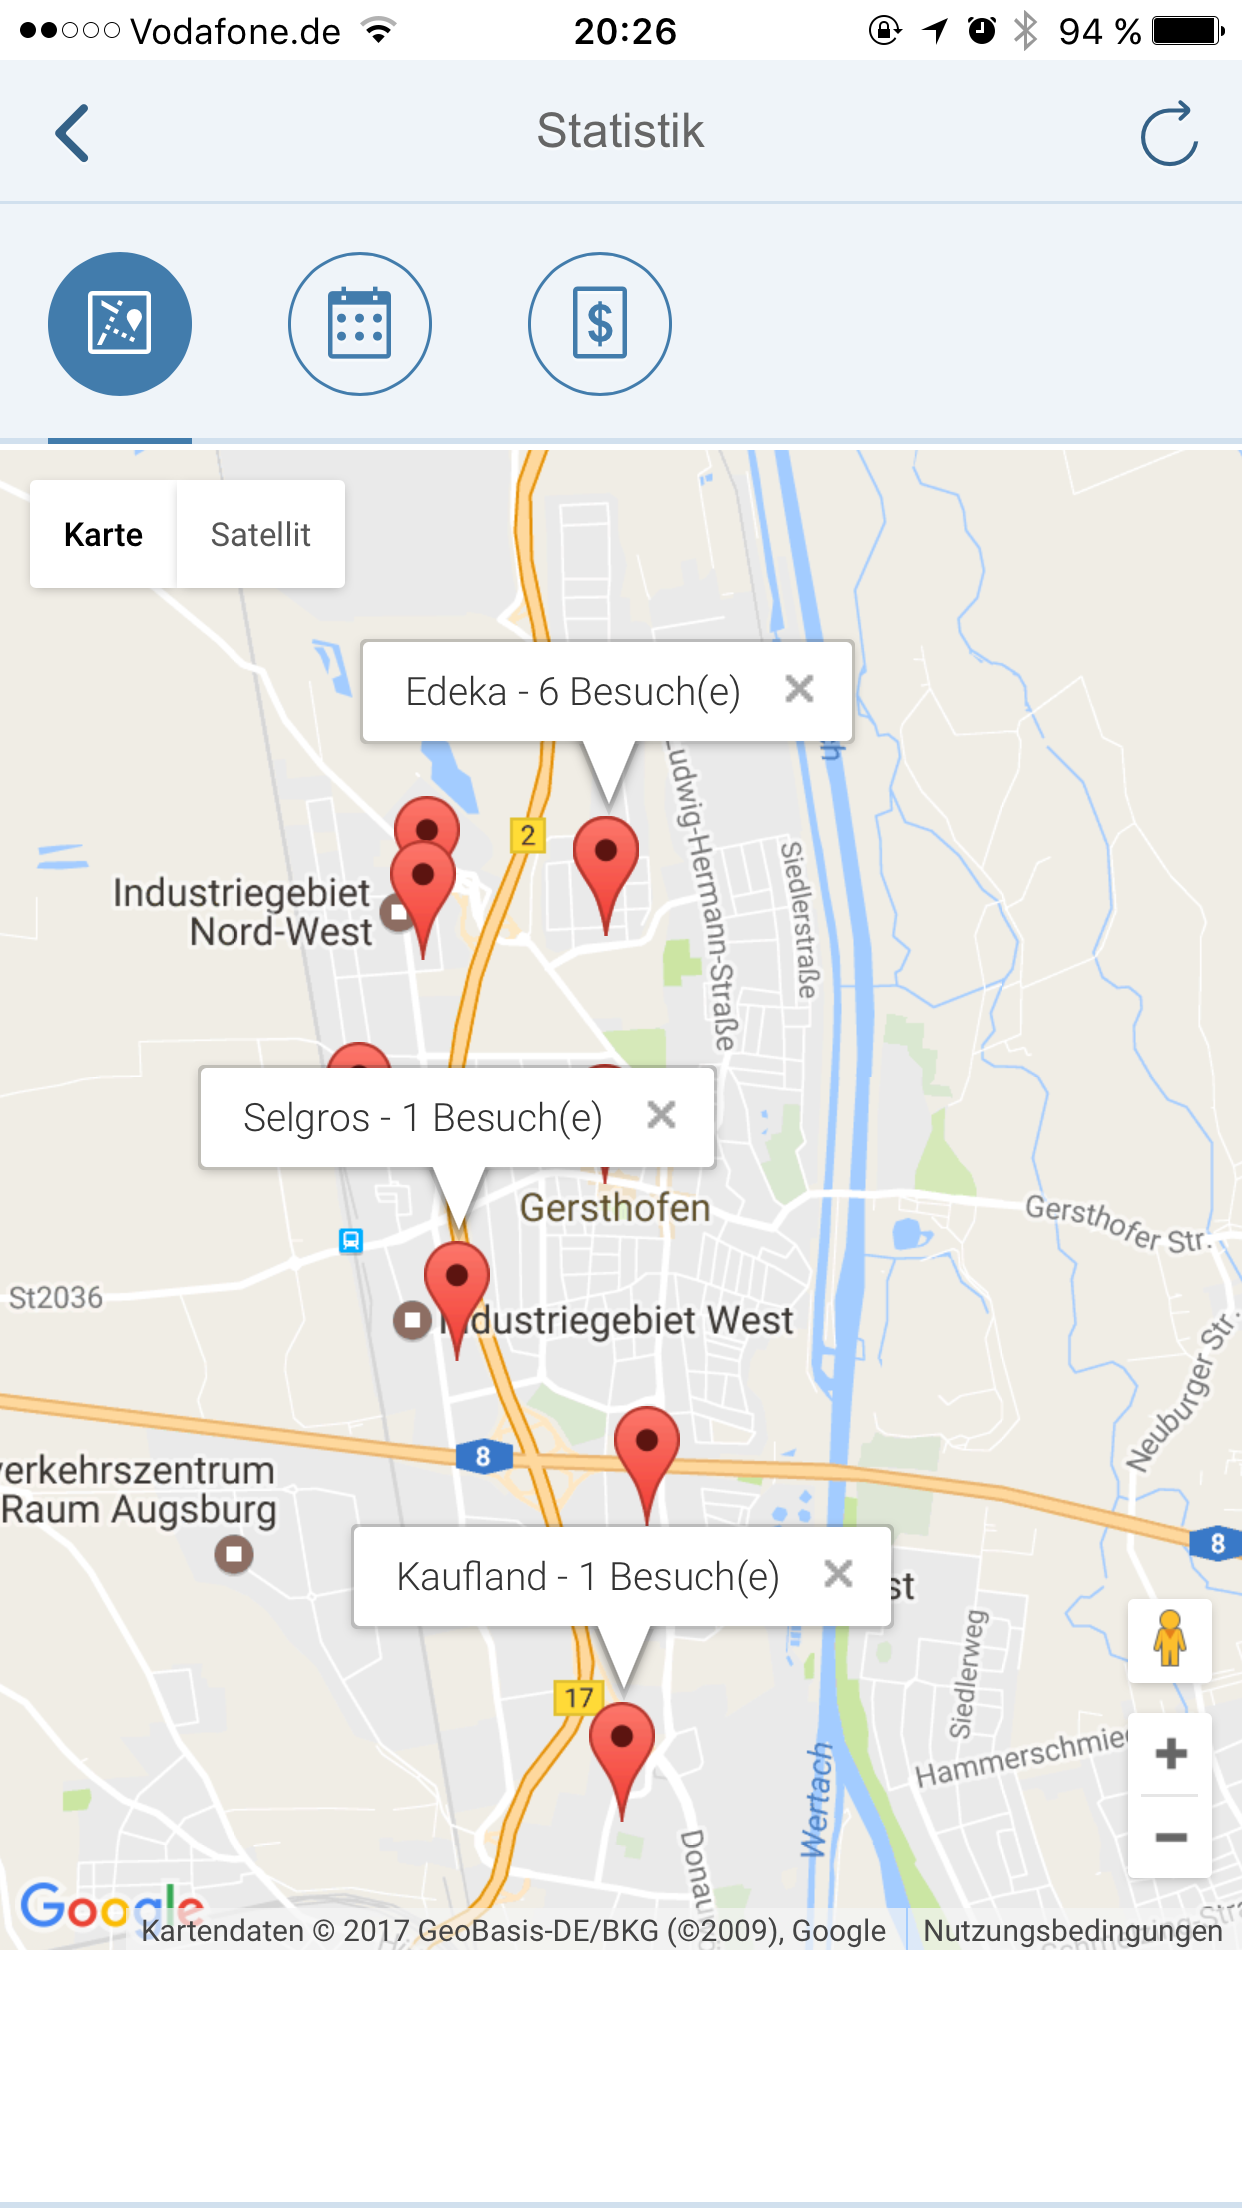 Vodafone.de
20:26
94 %
Statistik
Karte
Satellit
Edeka - 6 Besuch(e)
2
Ludwig-Hermann-Straße
Siedlerstraße
Industriegebiet
Nord-West
Selgros - 1 Besuch(e)
Gersthofen
Gersthofer Str.
St2036
Industriegebiet West
Neuburger Str.
8
verkehrszentrum
Raum Augsburg
8
Kaufland - 1 Besuch(e)
st
Siedlerweg
17
Hammerschmie
Wertach
Donau
Google
Kartendaten © 2017 GeoBasis-DE/BKG (©2009), Google
Nutzungsbedingungen